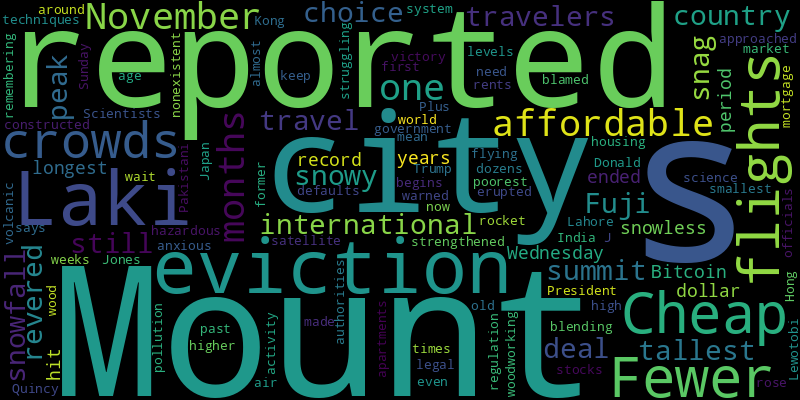 around
system
techniques
November
Kong
choice
travelers
country
reported
remembering
peak
Sunday
age
nonexistent
almost
keep
struggling
victory
first
levels
need
rents
one
blamed
snag
approached
market
period
flights
mortgage
constructed
Scientists
crowds
months
travel
city
Plus
world
government
mean
affordable
S
longest
wait
Laki
Pakistani
Japan
record
years
snowy
defaults
former
Trump
flying
dozens
begins
poorest
warned
erupted
now
housing
Donald
ended
science
smallest
Fuji
volcanic
says
still
hazardous
international
rocket
Lahore
India
J
snowless
officials
snowfall
revered
weeks
Jones
anxious
eviction
satellite
strengthened
Wednesday
summit
Bitcoin
Mount
hit
wood
Quincy
pollution
past
higher
air
activity
made
authorities
apartments
old
times
legal
even
regulation
woodworking
President
high
dollar
blending
deal
stocks
Cheap
tallest
Fewer
Hong
Lewotobi
rose